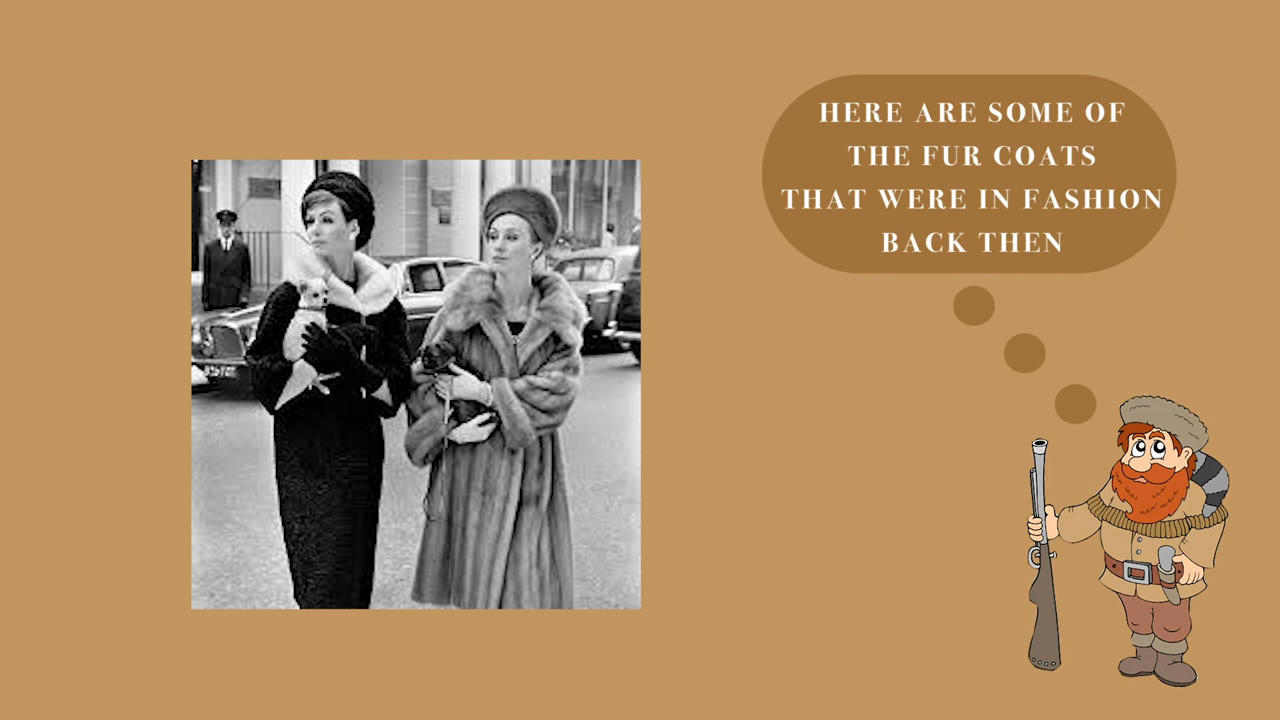 HERE ARE SOME OF
THE FUR COATS
THAT WERE IN FASHION
BACK THEN